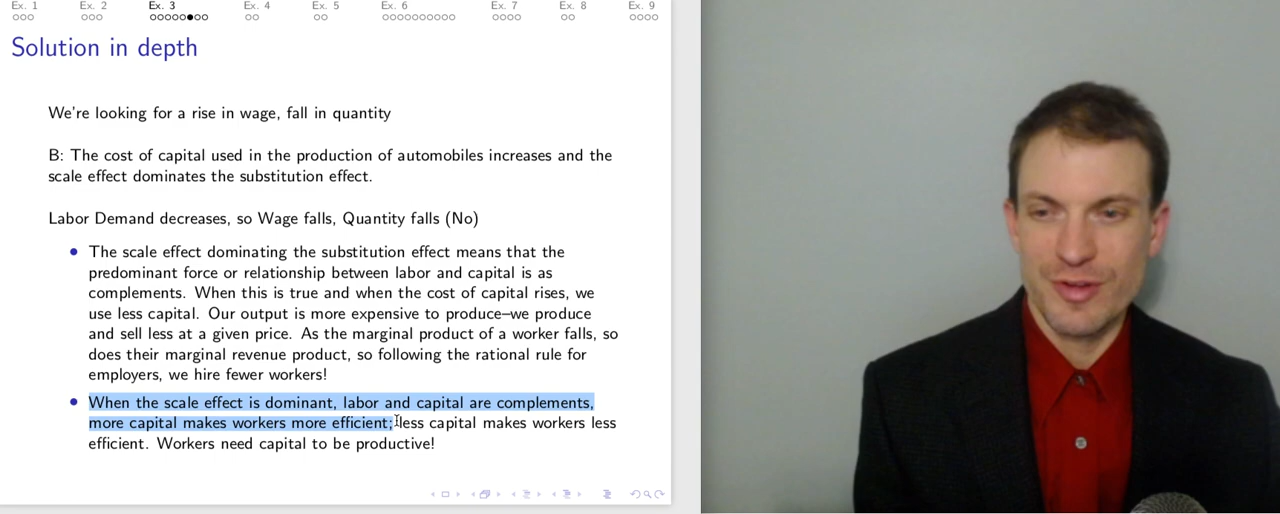 Ex. 1 Ex. 2 Ex. 3 Ex. 4 Ex. 5 Ex. 6 Ex. 7 Ex. 8 Ex. 9
Solution in depth
We're looking for a rise in wage, fall in quantity
B: The cost of capital used in the production of automobiles increases and the
scale effect dominates the substitution effect.
Labor Demand decreases, so Wage falls, Quantity falls (No)
The scale effect dominating the substitution effect means that the
predominant force or relationship between labor and capital is as
complements. When this is true and when the cost of capital rises, we
use less capital. Our output is more expensive to produce–we produce
and sell less at a given price. As the marginal product of a worker falls, so
does their marginal revenue product, so following the rational rule for
employers, we hire fewer workers!
When the scale effect is dominant, labor and capital are complements,
more capital makes workers more efficient; less capital makes workers less
efficient. Workers need capital to be productive!